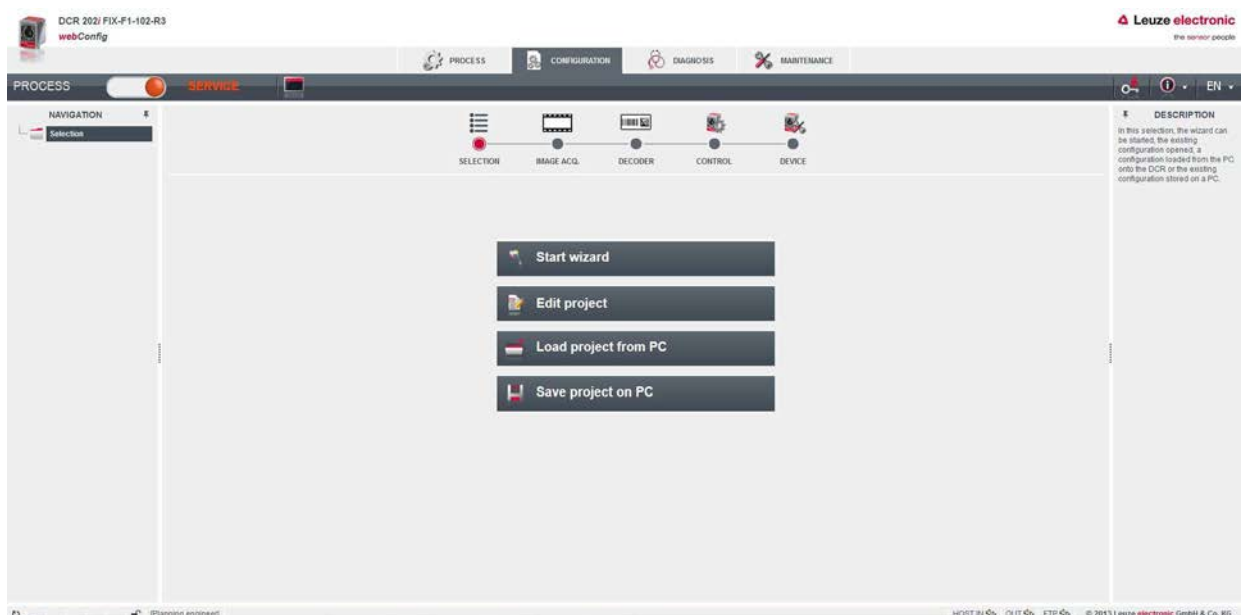 DCR 202i FIX-F1-102-R3
webConfig
Leuze electronic
the sensor people
PROCESS
CONFIGURATION
DIAGNOSIS
MAINTENANCE
PROCESS
SERVICE
EN
NAVIGATION
Selection
SELECTION
IMAGE ACQ.
DECODER
CONTROL
DEVICE
Start wizard
Edit project
Load project from PC
Save project on PC
DESCRIPTION
In this selection, the wizard can
be started, the existing
configuration opened, a
configuration loaded from the PC
onto the DCR or the existing
configuration stored on a PC.
[Planning engineer]
HOST IN OUT FTP
© 2013 Leuze electronic GmbH & Co. KG